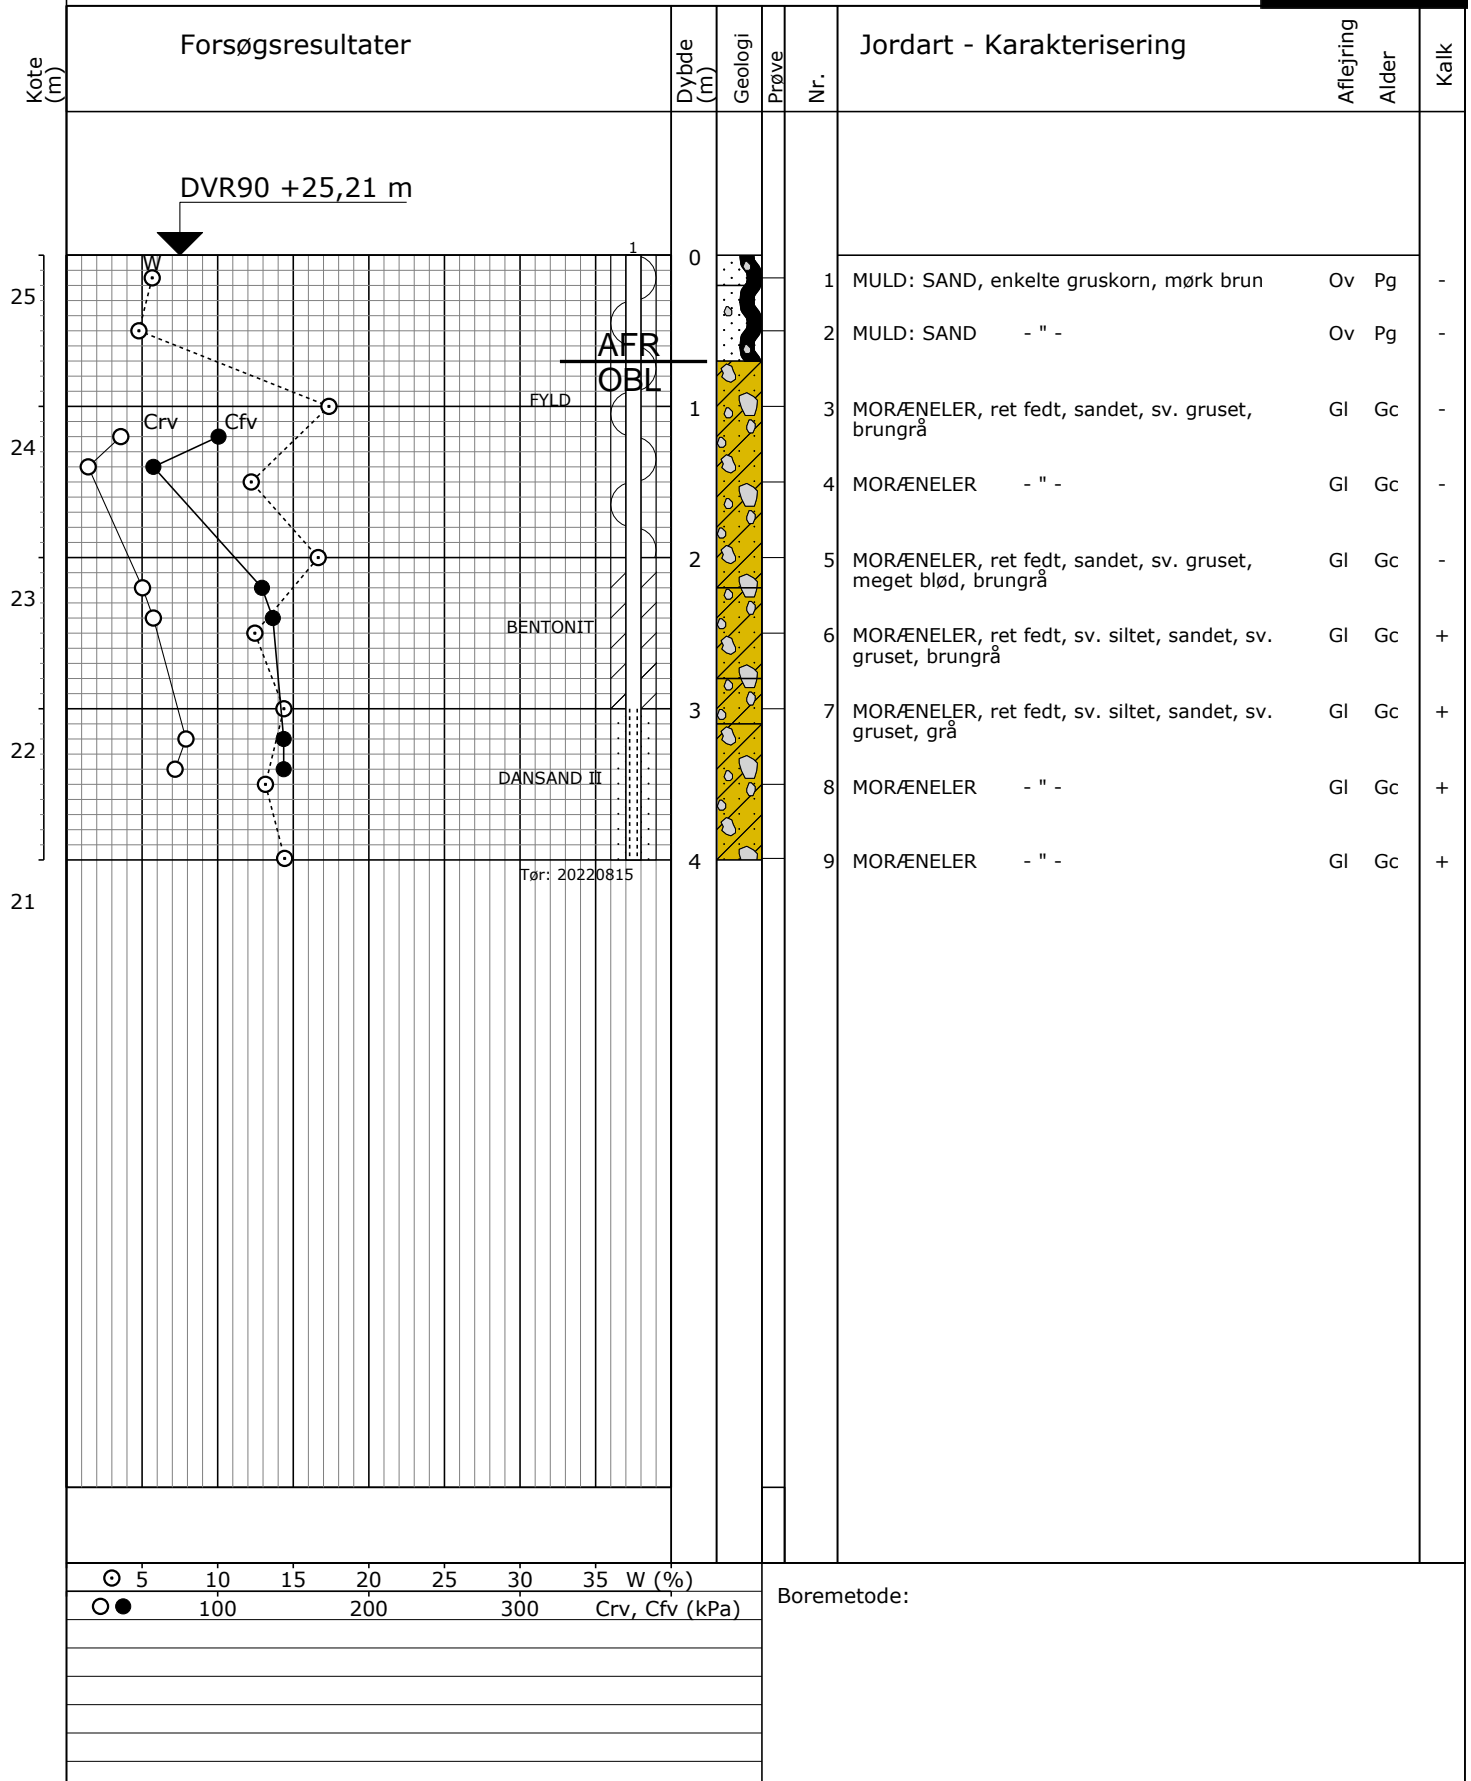 Kote (m)
Forsøgsresultater
Dybde (m)
Geologi
Prøve
Nr.
Jordart - Karakterisering
Aflejring
Alder
Kalk
DVR90 +25,21 m
W
1
0
25
1 MULD: SAND, enkelte gruskorn, mørk brun Ov Pg -
2 MULD: SAND - " - Ov Pg -
AFR
OBL
FYLD
1
3 MORÆNELER, ret fedt, sandet, sv. gruset, Gl Gc -
brungrå
Crv Cfv
24
4 MORÆNELER - " - Gl Gc -
2
5 MORÆNELER, ret fedt, sandet, sv. gruset, Gl Gc -
meget blød, brungrå
23
BENTONIT
6 MORÆNELER, ret fedt, sv. siltet, sandet, sv. Gl Gc +
gruset, brungrå
3
7 MORÆNELER, ret fedt, sv. siltet, sandet, sv. Gl Gc +
gruset, grå
22
DANSAND II
8 MORÆNELER - " - Gl Gc +
4
9 MORÆNELER - " - Gl Gc +
Tør: 20220815
21
5 10 15 20 25 30 35 W (%)
100 200 300 Crv, Cfv (kPa)
Boremetode: